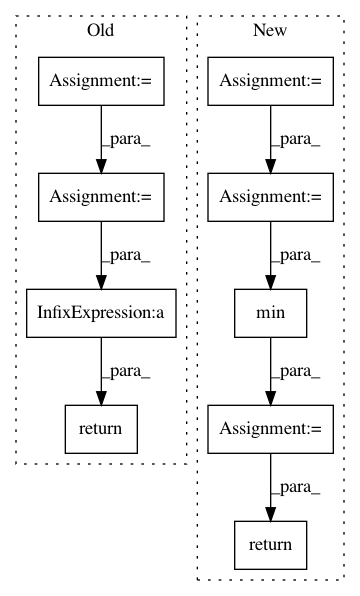 Old
Assignment:=
_para_
Assignment:=
_para_
InfixExpression:a
_para_
return
New
Assignment:=
_para_
Assignment:=
_para_
min
_para_
Assignment:=
_para_
return